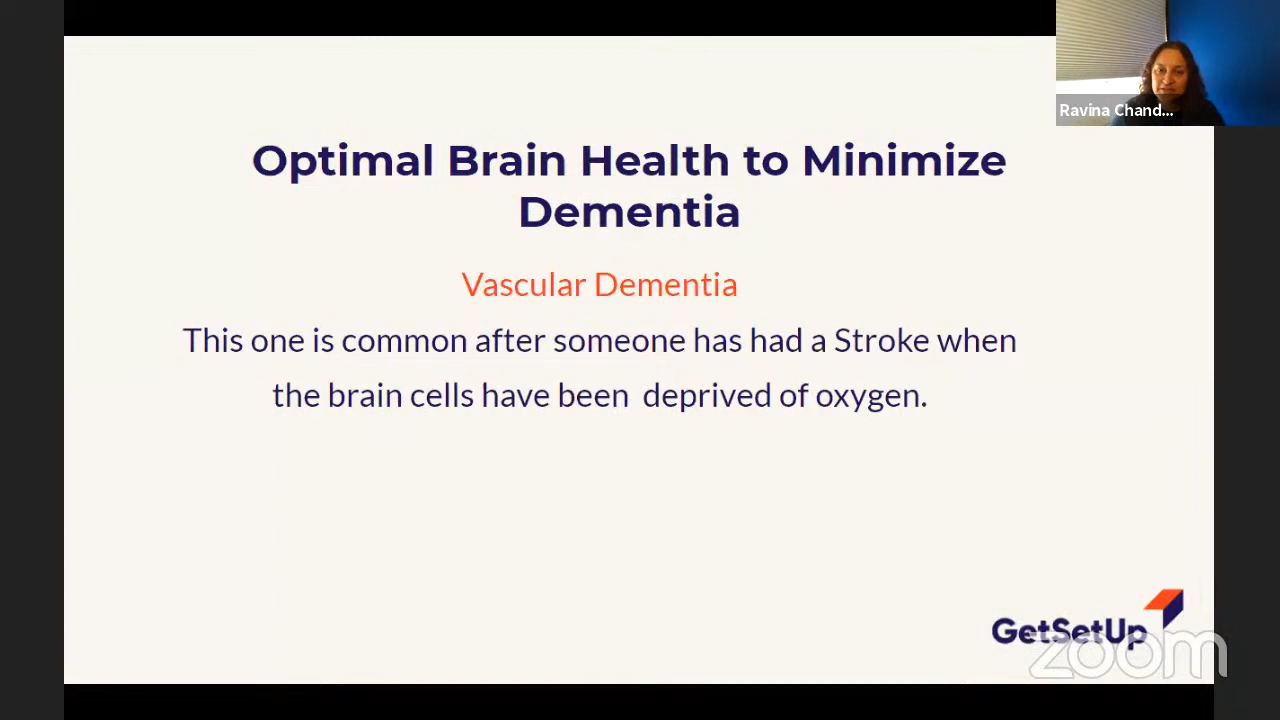 Ravina Chand...
Optimal Brain Health to Minimize
Dementia
Vascular Dementia
This one is common after someone has had a Stroke when
the brain cells have been  deprived of oxygen.
GetSetUp
zoom